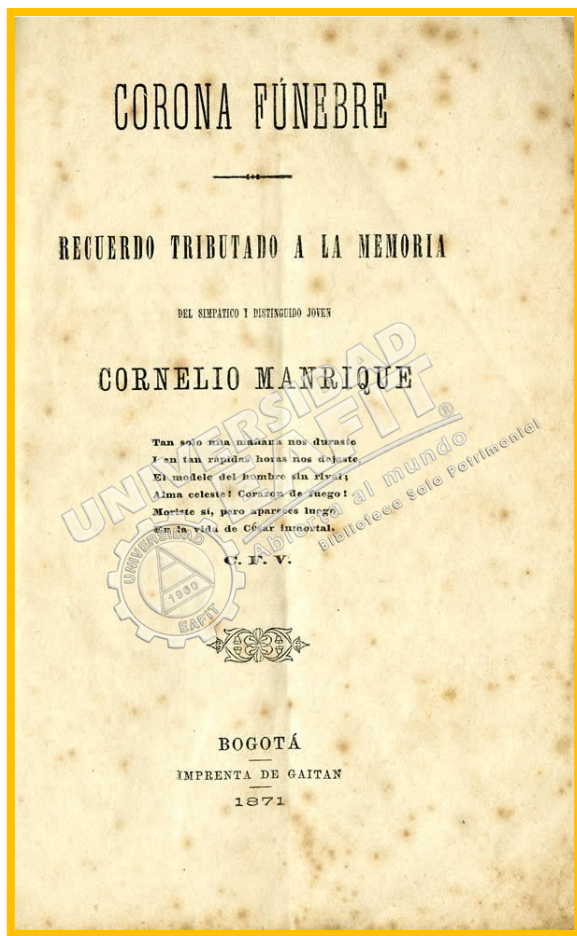 CORONA FÚNEBRE
RECUERDO TRIBUTADO A LA MEMORIA
DEL SIMPATICO I DISTINGUIDO JOVEN
CORNELIO MANRIQUE
Tan solo una mañana nos duraste
I en tan rápidas horas nos dejaste
El modelo del hombre sin rival;
Alma celeste! Corazon de fuego!
Moriste sí, pero apareces luego
En la vida de César inmortal.
C. F. V.
UNIVERSIDAD
EAFIT®
Abierta al mundo
Biblioteca Sala Patrimonial
UNIVERSIDAD
1960
EAFIT
BOGOTÁ
IMPRENTA DE GAITAN
1871